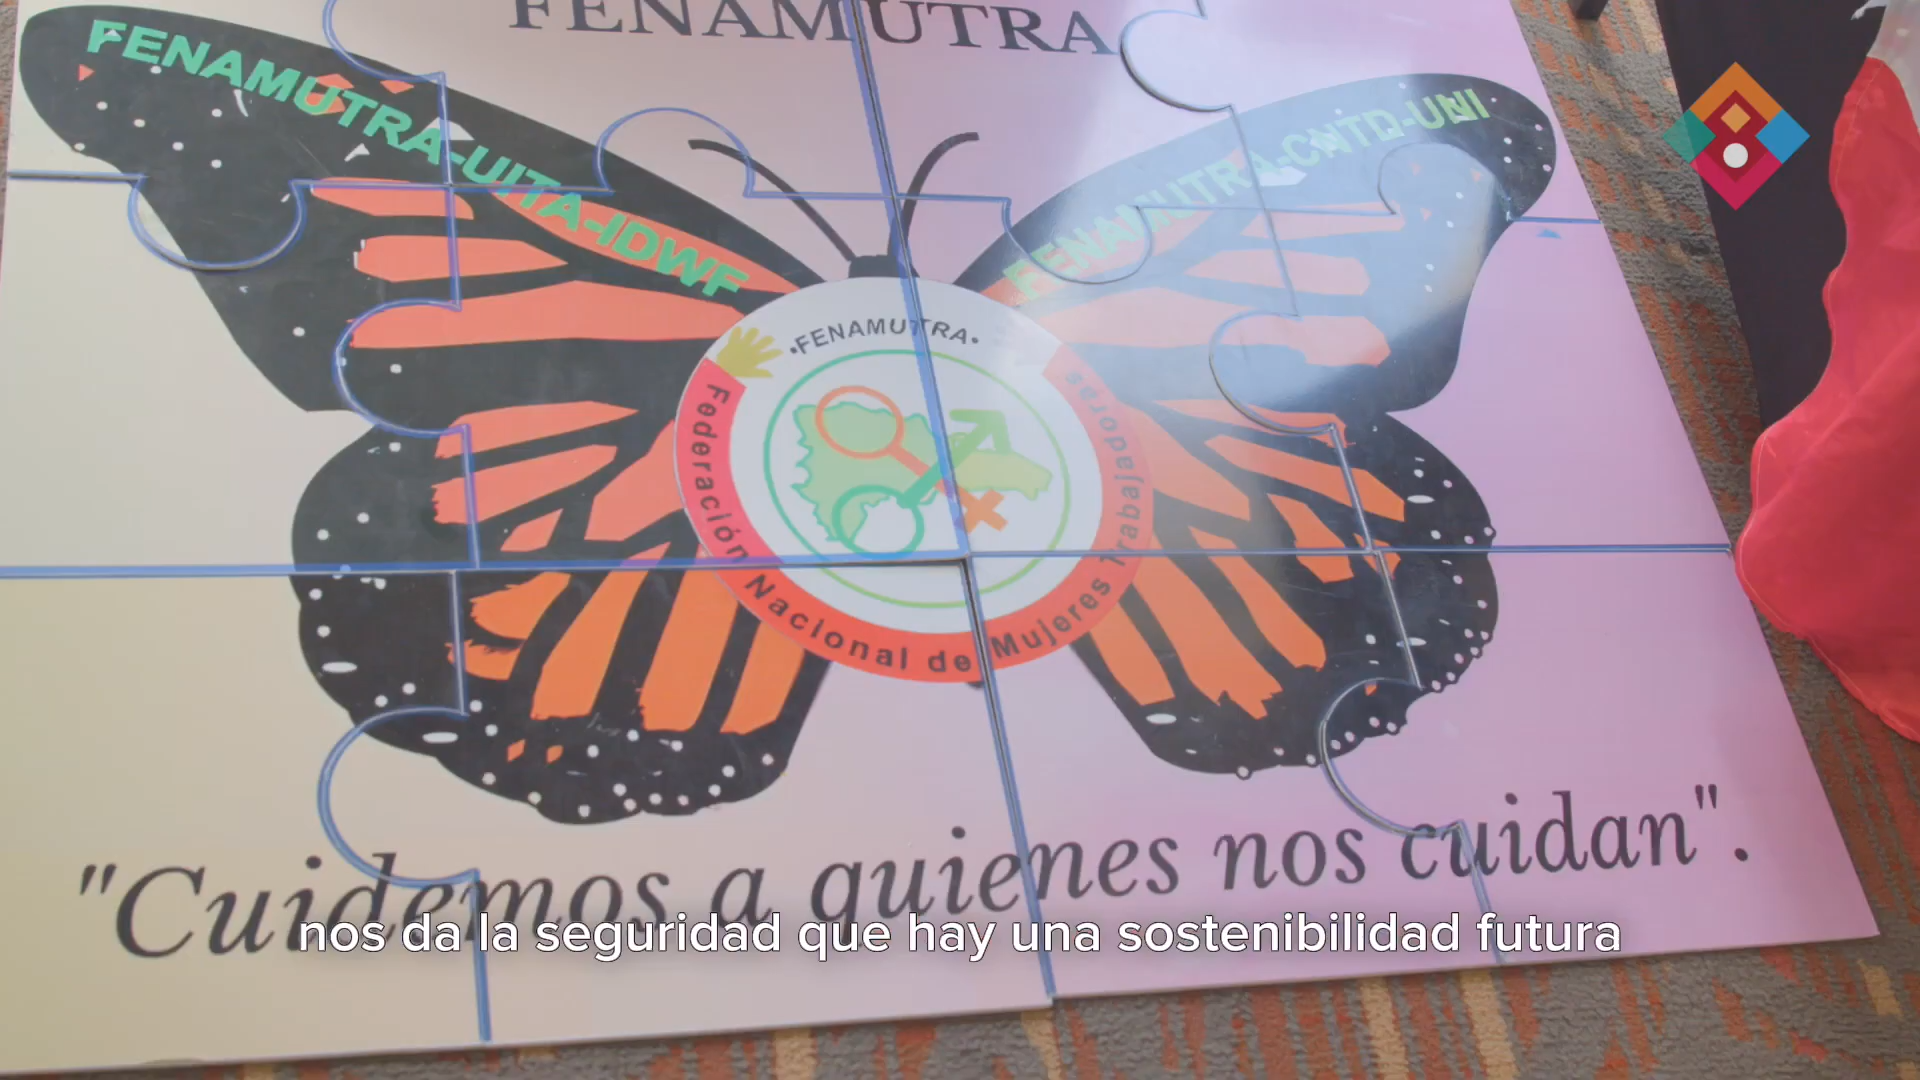 FENAMUTRA
FENAMUTRA-UITA-IDWF
FENAMUTRA-CNTD-UNI
•FENAMUTRA•
Federación Nacional de Mujeres Trabajadoras
"Cuidemos a quienes nos cuidan".
nos da la seguridad que hay una sostenibilidad futura